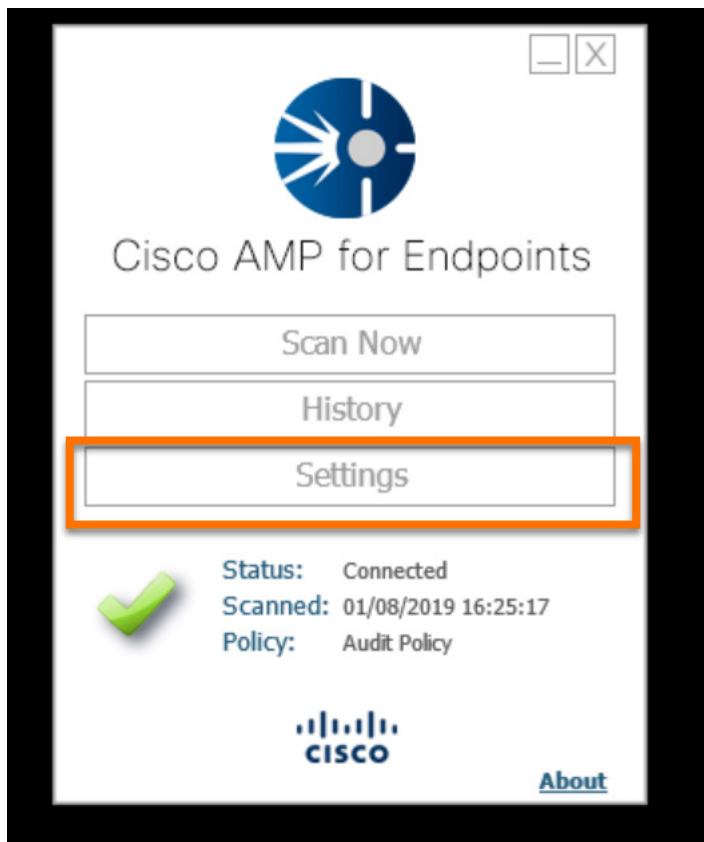 Cisco AMP for Endpoints
Scan Now
History
Settings
Status: Connected
Scanned: 01/08/2019 16:25:17
Policy: Audit Policy
CISCO
About